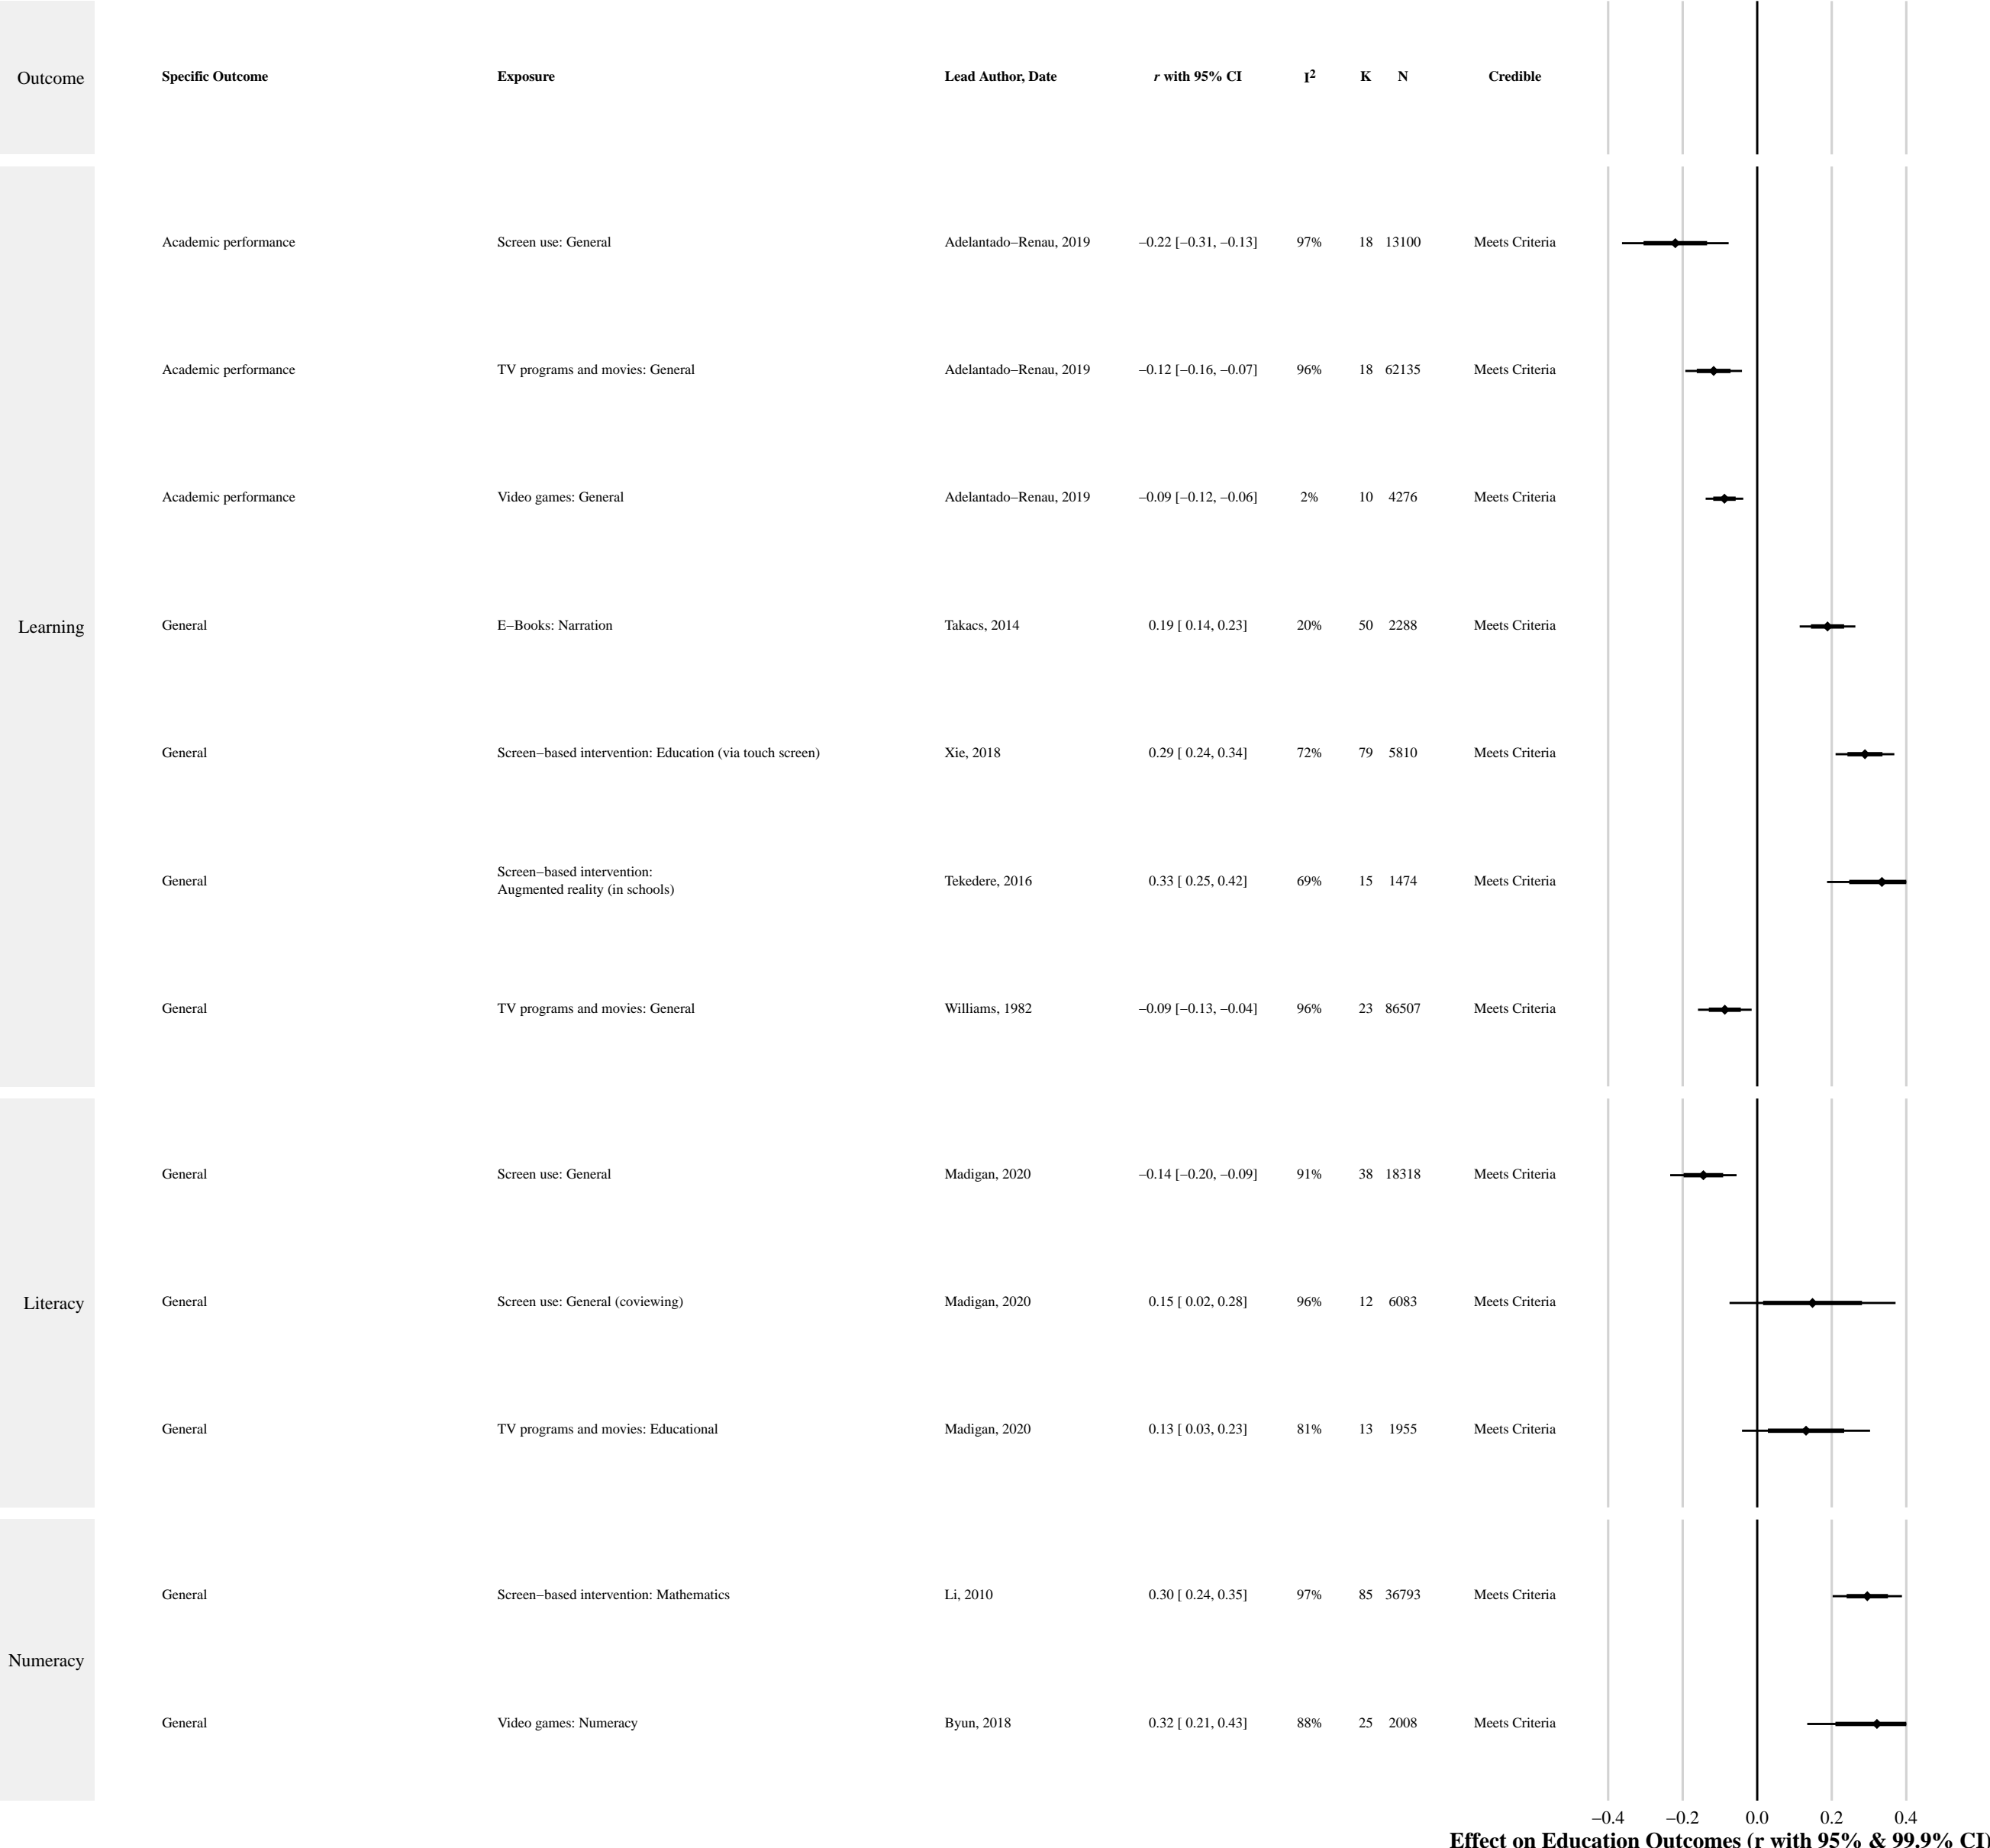 Outcome Specific Outcome Exposure Lead Author, Date r with 95% CI I² K N Credible
Academic performance Screen use: General Adelantado−Renau, 2019 −0.22 [−0.31, −0.13] 97% 18 13100 Meets Criteria
Academic performance TV programs and movies: General Adelantado−Renau, 2019 −0.12 [−0.16, −0.07] 96% 18 62135 Meets Criteria
Academic performance Video games: General Adelantado−Renau, 2019 −0.09 [−0.12, −0.06] 2% 10 4276 Meets Criteria
Learning General E−Books: Narration Takacs, 2014 0.19 [ 0.14, 0.23] 20% 50 2288 Meets Criteria
General Screen−based intervention: Education (via touch screen) Xie, 2018 0.29 [ 0.24, 0.34] 72% 79 5810 Meets Criteria
Screen−based intervention:
General Augmented reality (in schools) Tekedere, 2016 0.33 [ 0.25, 0.42] 69% 15 1474 Meets Criteria
General TV programs and movies: General Williams, 1982 −0.09 [−0.13, −0.04] 96% 23 86507 Meets Criteria
General Screen use: General Madigan, 2020 −0.14 [−0.20, −0.09] 91% 38 18318 Meets Criteria
Literacy General Screen use: General (coviewing) Madigan, 2020 0.15 [ 0.02, 0.28] 96% 12 6083 Meets Criteria
General TV programs and movies: Educational Madigan, 2020 0.13 [ 0.03, 0.23] 81% 13 1955 Meets Criteria
General Screen−based intervention: Mathematics Li, 2010 0.30 [ 0.24, 0.35] 97% 85 36793 Meets Criteria
Numeracy
General Video games: Numeracy Byun, 2018 0.32 [ 0.21, 0.43] 88% 25 2008 Meets Criteria
−0.4 −0.2 0.0 0.2 0.4
Effect on Education Outcomes (r with 95% & 99.9% CI)